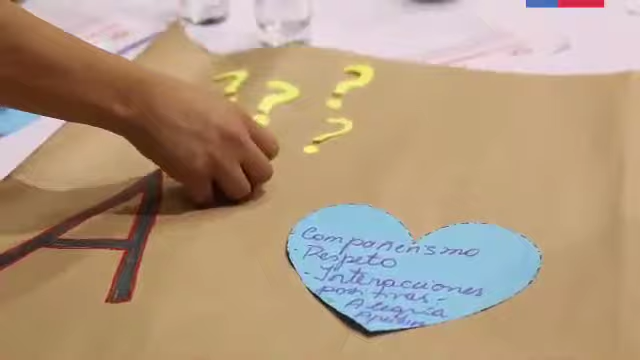 ? ? ? ?
A
Compañerismo
- Respeto
- Interacciones
positivas -
Alegría